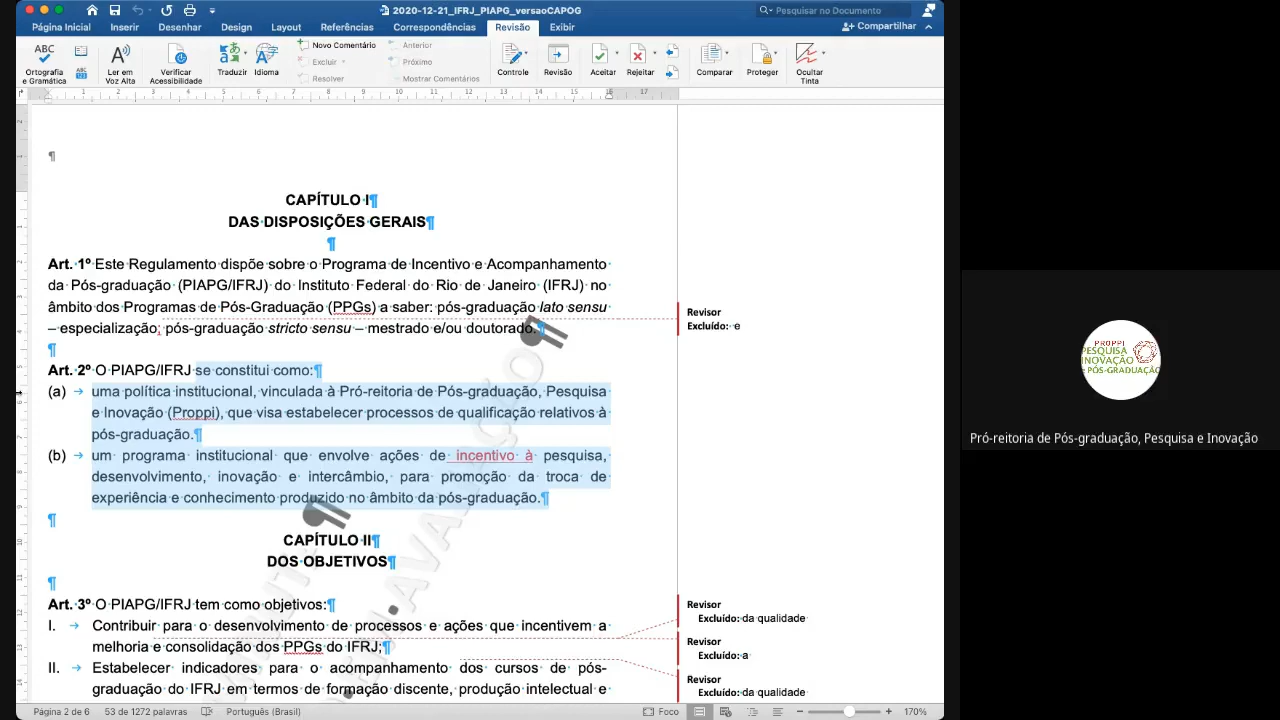 2020-12-21_IFRJ_PIAPG_versaoCAPOG
Pesquisar no Documento
Página Inicial Inserir Desenhar Design Layout Referências Correspondências Revisão Exibir
Compartilhar
Novo Comentário
Excluir
Resolver
Anterior
Próximo
Mostrar Comentários
ABC
Ortografia e Gramática
Ler em Voz Alta
Verificar Acessibilidade
Traduzir
Idioma
Controle
Revisão
Aceitar
Rejeitar
Comparar
Proteger
Ocultar Tinta
CAPÍTULO I¶
DAS DISPOSIÇÕES GERAIS¶
¶
Art. 1º Este Regulamento dispõe sobre o Programa de Incentivo e Acompanhamento
da Pós-graduação (PIAPG/IFRJ) do Instituto Federal do Rio de Janeiro (IFRJ) no
âmbito dos Programas de Pós-Graduação (PPGs) a saber: pós-graduação lato sensu
– especialização; pós-graduação stricto sensu – mestrado e/ou doutorado.¶
¶
Art. 2º O PIAPG/IFRJ se constitui como:¶
(a) → uma política institucional, vinculada à Pró-reitoria de Pós-graduação, Pesquisa
e Inovação (Proppi), que visa estabelecer processos de qualificação relativos à
pós-graduação.¶
(b) → um programa institucional que envolve ações de incentivo à pesquisa,
desenvolvimento, inovação e intercâmbio, para promoção da troca de
experiência e conhecimento produzido no âmbito da pós-graduação.¶
¶
CAPÍTULO II¶
DOS OBJETIVOS¶
¶
Art. 3º O PIAPG/IFRJ tem como objetivos:¶
I. → Contribuir para o desenvolvimento de processos e ações que incentivem a
melhoria e consolidação dos PPGs do IFRJ;¶
II. → Estabelecer indicadores para o acompanhamento dos cursos de pós-
graduação do IFRJ em termos de formação discente, produção intelectual e
Revisor
Excluído: e
Revisor
Excluído: da qualidade
Revisor
Excluído: a
Revisor
Excluído: da qualidade
Página 2 de 6 53 de 1272 palavras Português (Brasil)
Foco
170%
PROPPI
PESQUISA
INOVAÇÃO
e PÓS-GRADUAÇÃO
Pró-reitoria de Pós-graduação, Pesquisa e Inovação